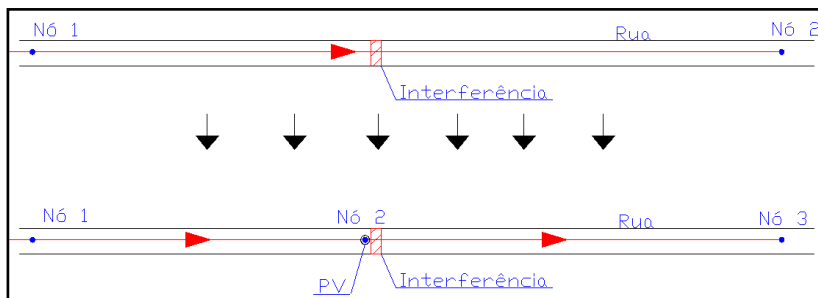 Nó 1
Rua
Nó 2
Interferência
Nó 1
Nó 2
Rua
Nó 3
PV
Interferência